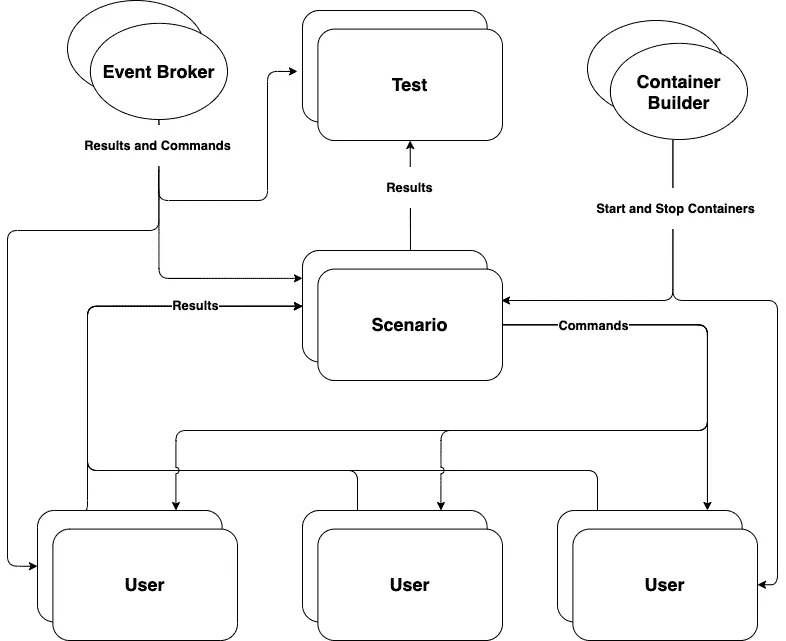 Event Broker
Test
Container
Builder
Results and Commands
Results
Start and Stop Containers
Results
Scenario
Commands
User
User
User